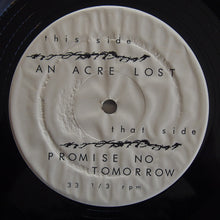 this side
AN ACRE LOST
that side
PROMISE NO
TOMORROW
33 1/3 rpm